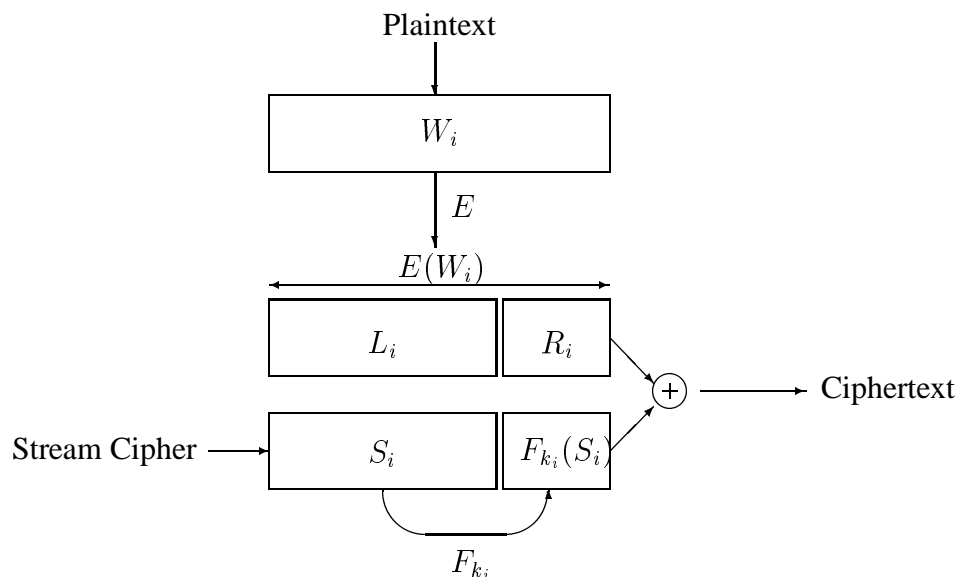 Plaintext
W_i
E
E(W_i)
L_i
R_i
Ciphertext
Stream Cipher
S_i
F_{k_i}(S_i)
F_{k_i}